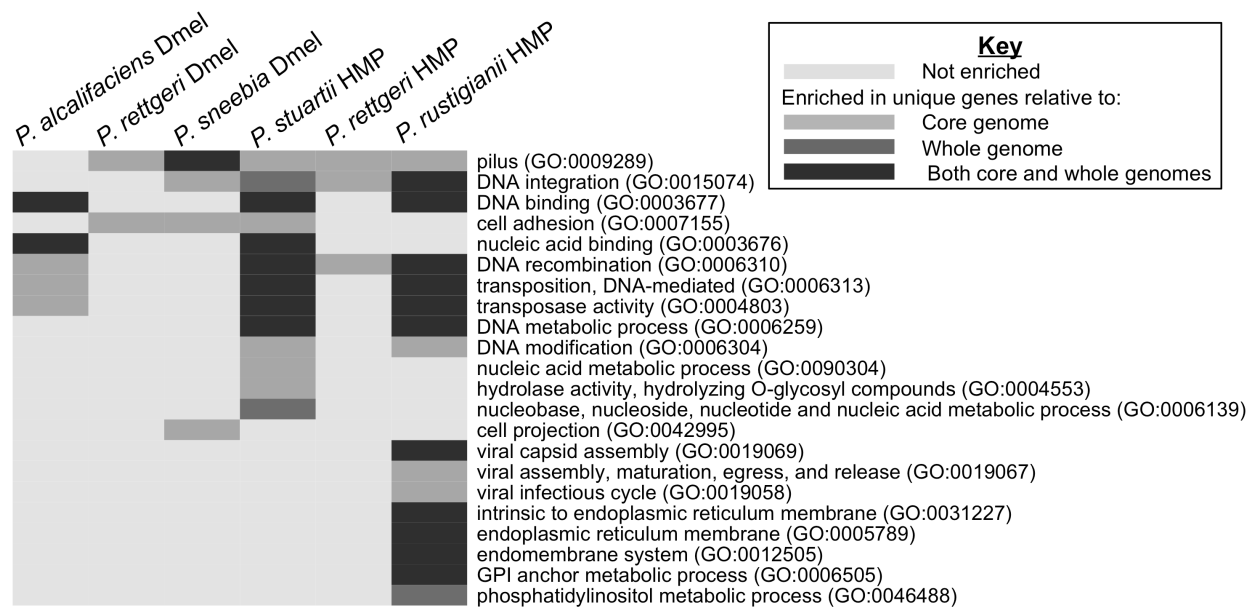 P. alcalifaciens Dmel
P. rettgeri Dmel
P. sneebia Dmel
P. stuartii HMP
P. rettgeri HMP
P. rustigianii HMP
Key
Not enriched
Enriched in unique genes relative to:
Core genome
Whole genome
Both core and whole genomes
pilus (GO:0009289)
DNA integration (GO:0015074)
DNA binding (GO:0003677)
cell adhesion (GO:0007155)
nucleic acid binding (GO:0003676)
DNA recombination (GO:0006310)
transposition, DNA-mediated (GO:0006313)
transposase activity (GO:0004803)
DNA metabolic process (GO:0006259)
DNA modification (GO:0006304)
nucleic acid metabolic process (GO:0090304)
hydrolase activity, hydrolyzing O-glycosyl compounds (GO:0004553)
nucleobase, nucleoside, nucleotide and nucleic acid metabolic process (GO:0006139)
cell projection (GO:0042995)
viral capsid assembly (GO:0019069)
viral assembly, maturation, egress, and release (GO:0019067)
viral infectious cycle (GO:0019058)
intrinsic to endoplasmic reticulum membrane (GO:0031227)
endoplasmic reticulum membrane (GO:0005789)
endomembrane system (GO:0012505)
GPI anchor metabolic process (GO:0006505)
phosphatidylinositol metabolic process (GO:0046488)